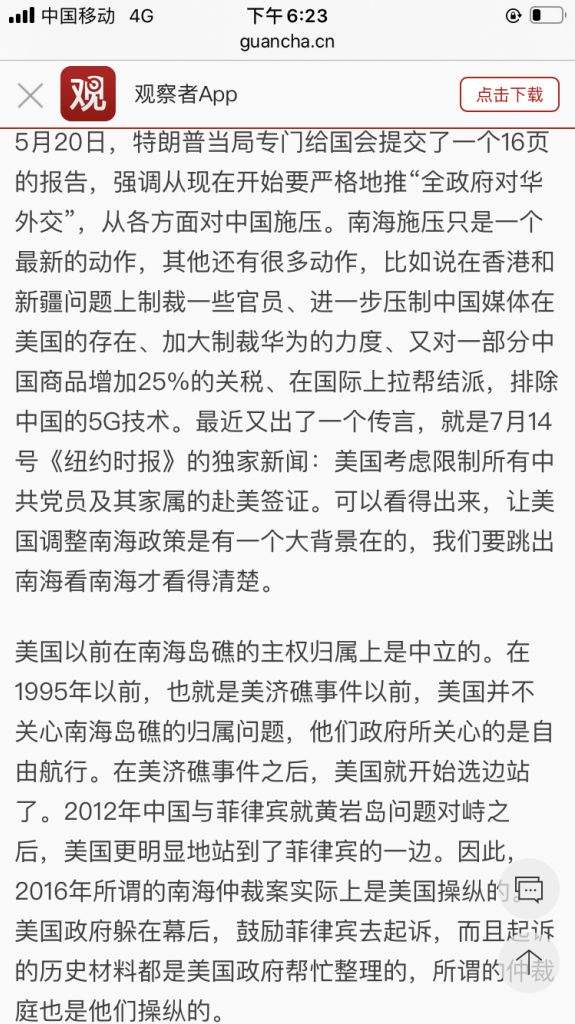 中国移动 4G 下午6:23
guancha.cn
观 观察者App 点击下载
5月20日，特朗普当局专门给国会提交了一个16页
的报告，强调从现在开始要严格地推“全政府对华
外交”，从各方面对中国施压。南海施压只是一个
最新的动作，其他还有很多动作，比如说在香港和
新疆问题上制裁一些官员、进一步压制中国媒体在
美国的存在、加大制裁华为的力度、又对一部分中
国商品增加25%的关税、在国际上拉帮结派，排除
中国的5G技术。最近又出了一个传言，就是7月14
号《纽约时报》的独家新闻：美国考虑限制所有中
共党员及其家属的赴美签证。可以看得出来，让美
国调整南海政策是有一个大背景在的，我们要跳出
南海看南海才看得清楚。
美国以前在南海岛礁的主权归属上是中立的。在
1995年以前，也就是美济礁事件以前，美国并不
关心南海岛礁的归属问题，他们政府所关心的是自
由航行。在美济礁事件之后，美国就开始选边站
了。2012年中国与菲律宾就黄岩岛问题对峙之
后，美国更明显地站到了菲律宾的一边。因此，
2016年所谓的南海仲裁案实际上是美国操纵的。
美国政府躲在幕后，鼓励菲律宾去起诉，而且起诉
的历史材料都是美国政府帮忙整理的，所谓的仲裁
庭也是他们操纵的。